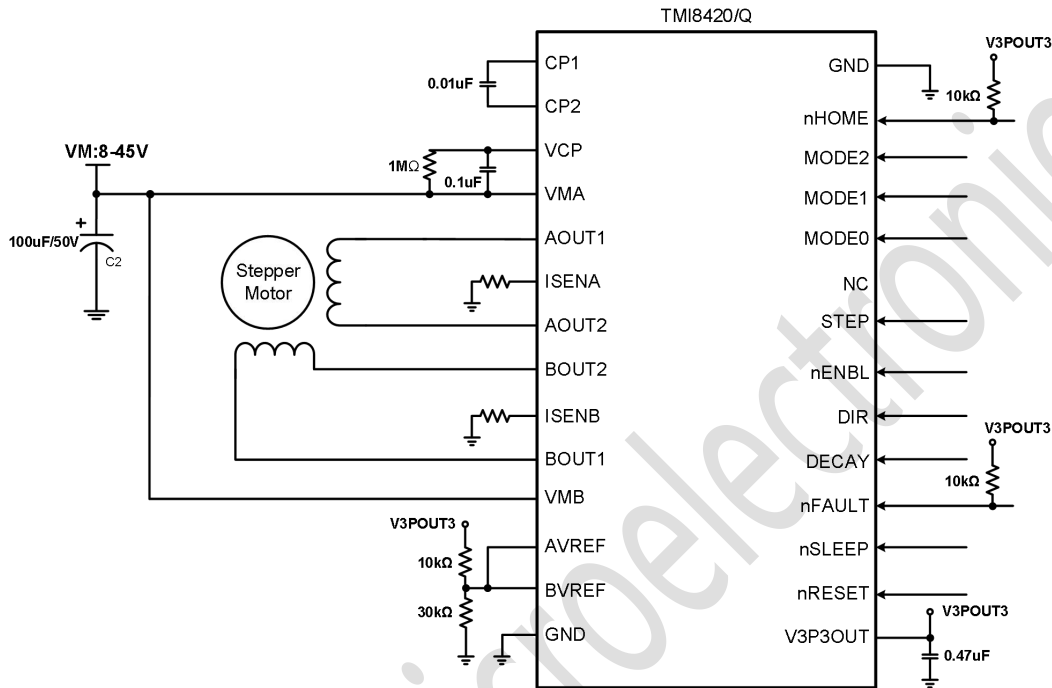 TMI8420/Q
CP1
0.01uF
CP2
VM:8-45V
VCP
1MΩ
0.1uF
VMA
100uF/50V
+
C2
AOUT1
Stepper
Motor
ISENA
AOUT2
BOUT2
ISENB
BOUT1
VMB
V3POUT3
10kΩ
AVREF
BVREF
30kΩ
GND
GND
V3POUT3
10kΩ
nHOME
MODE2
MODE1
MODE0
NC
STEP
nENBL
DIR
V3POUT3
DECAY
10kΩ
nFAULT
nSLEEP
nRESET
V3POUT3
V3P3OUT
0.47uF
icroelectronic